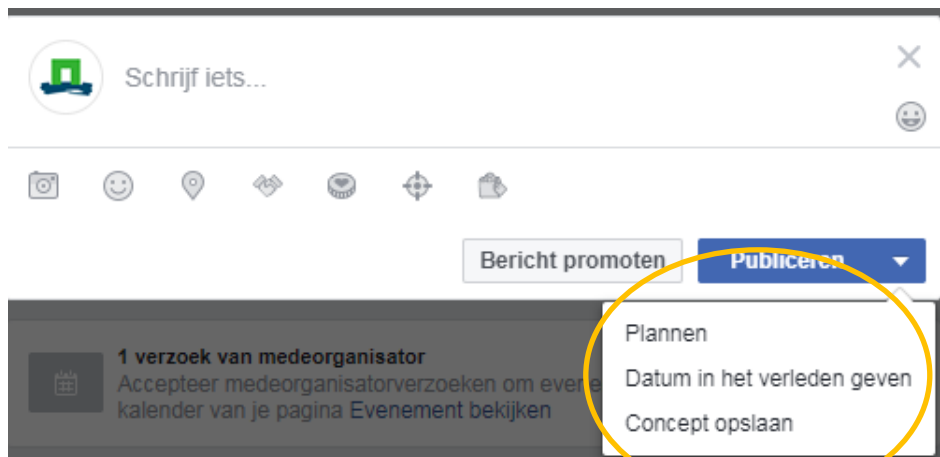 Schrijf iets...
Bericht promoten
Publiceren
1 verzoek van medeorganisator
Accepteer medeorganisatorverzoeken om evene
kalender van je pagina Evenement bekijken
Plannen
Datum in het verleden geven
Concept opslaan